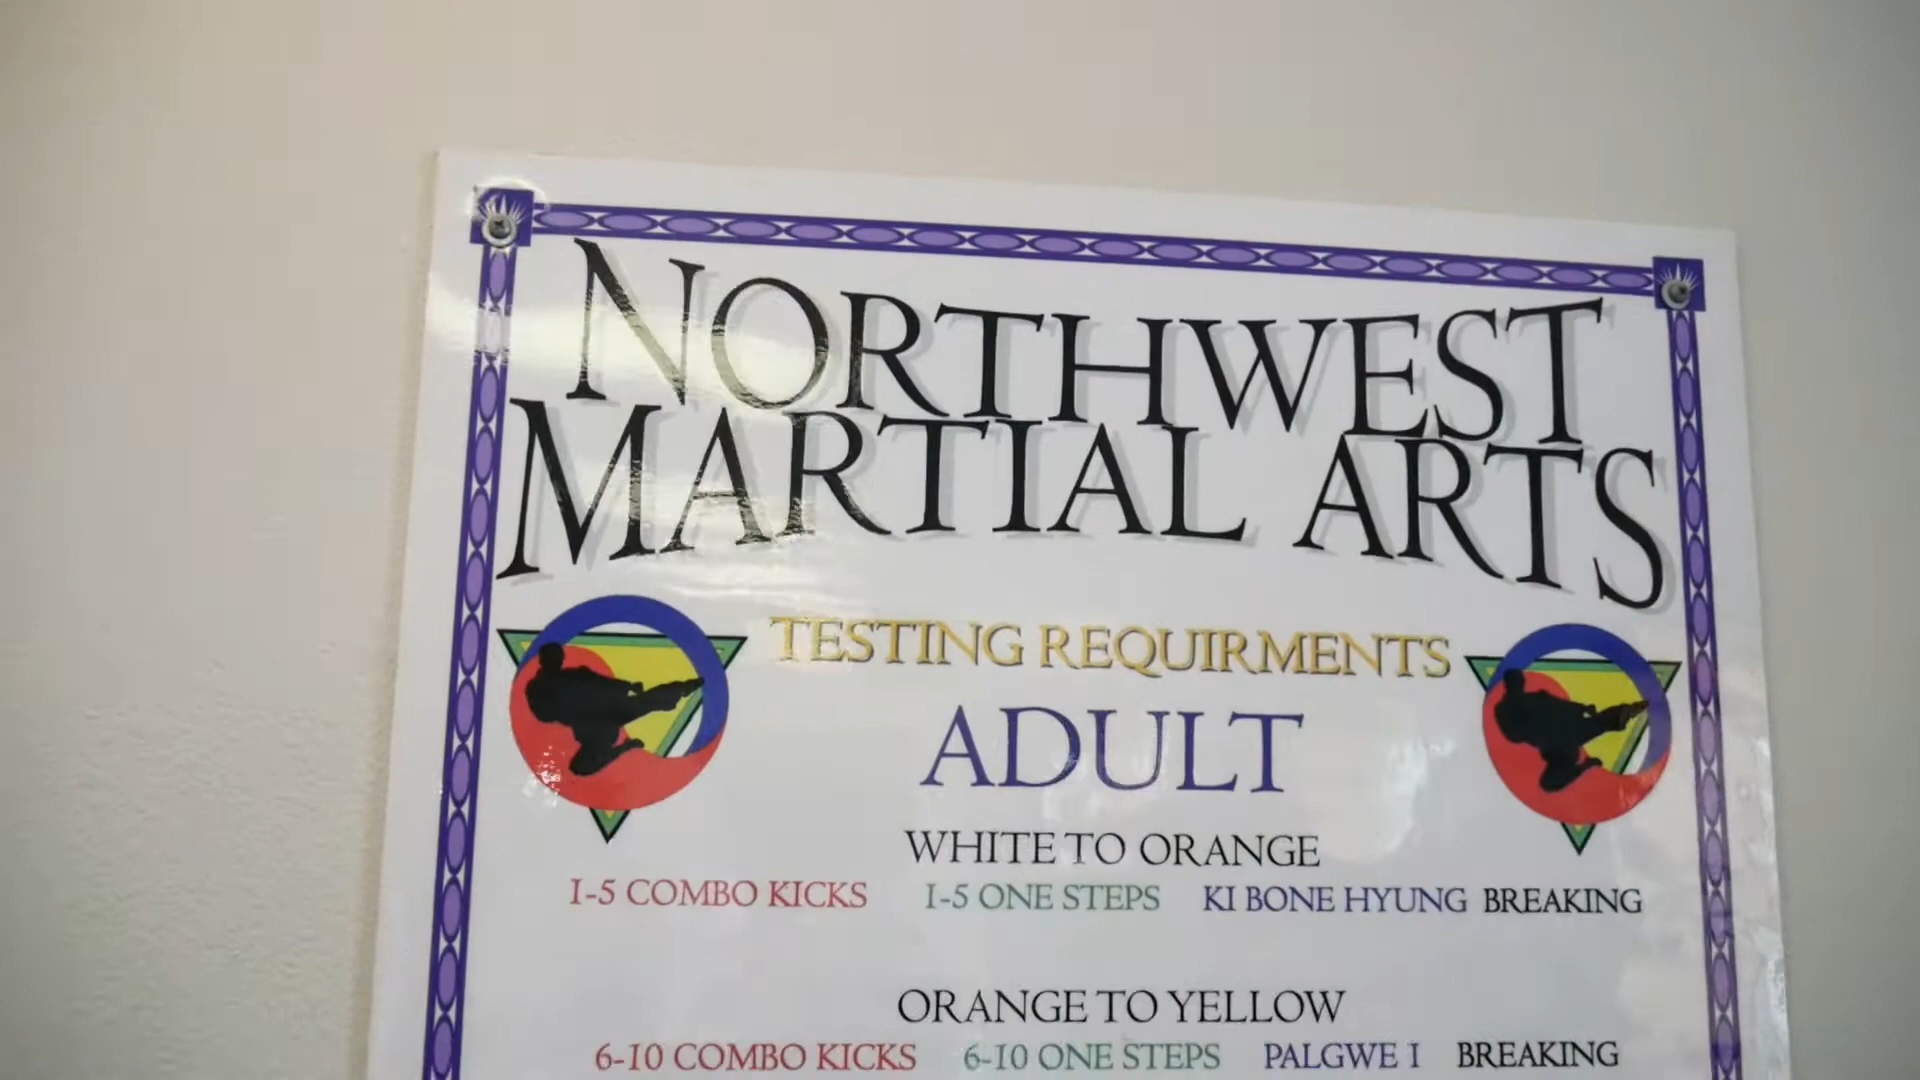 NORTHWEST
MARTIAL ARTS
TESTING REQUIRMENTS
ADULT
WHITE TO ORANGE
1-5 COMBO KICKS 1-5 ONE STEPS KI BONE HYUNG BREAKING
ORANGE TO YELLOW
6-10 COMBO KICKS 6-10 ONE STEPS PALGWE 1 BREAKING